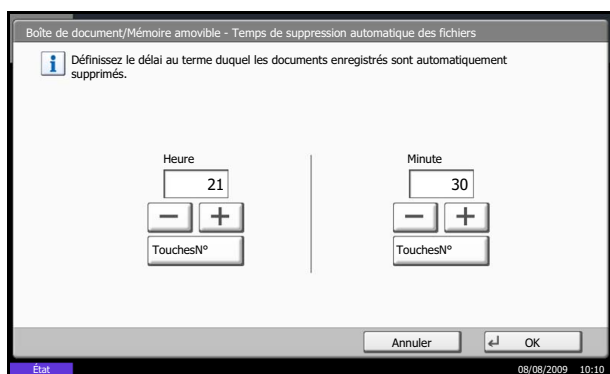 Boîte de document/Mémoire amovible - Temps de suppression automatique des fichiers
Définissez le délai au terme duquel les documents enregistrés sont automatiquement
supprimés.
Heure
Minute
21
30
TouchesN°
TouchesN°
Annuler
OK
État
08/08/2009 10:10